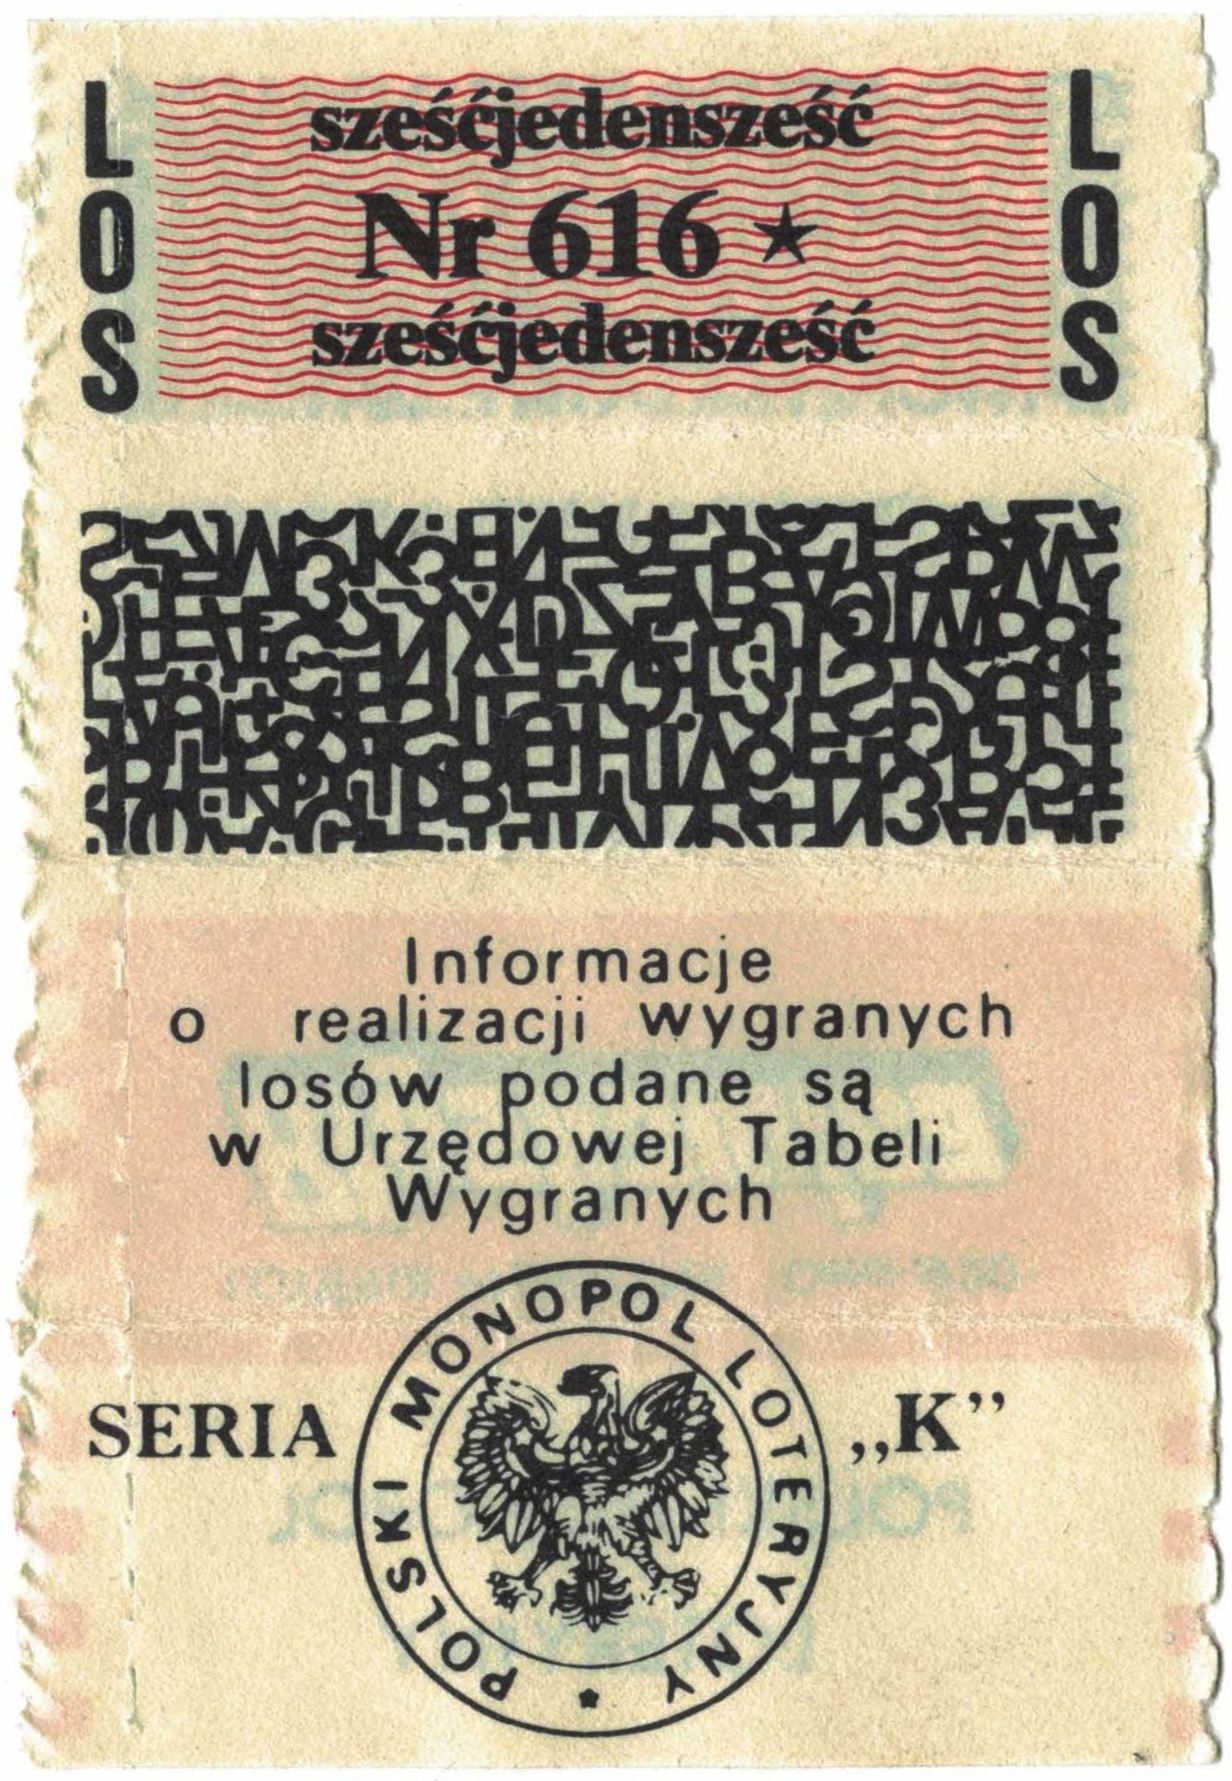 LOS
sześćjedensześć
Nr 616 ★
sześćjedensześć
LOS
Informacje
o realizacji wygranych
losów podane są
w Urzędowej Tabeli
Wygranych
SERIA „K”
POLSKI MONOPOL LOTERYJNY ★